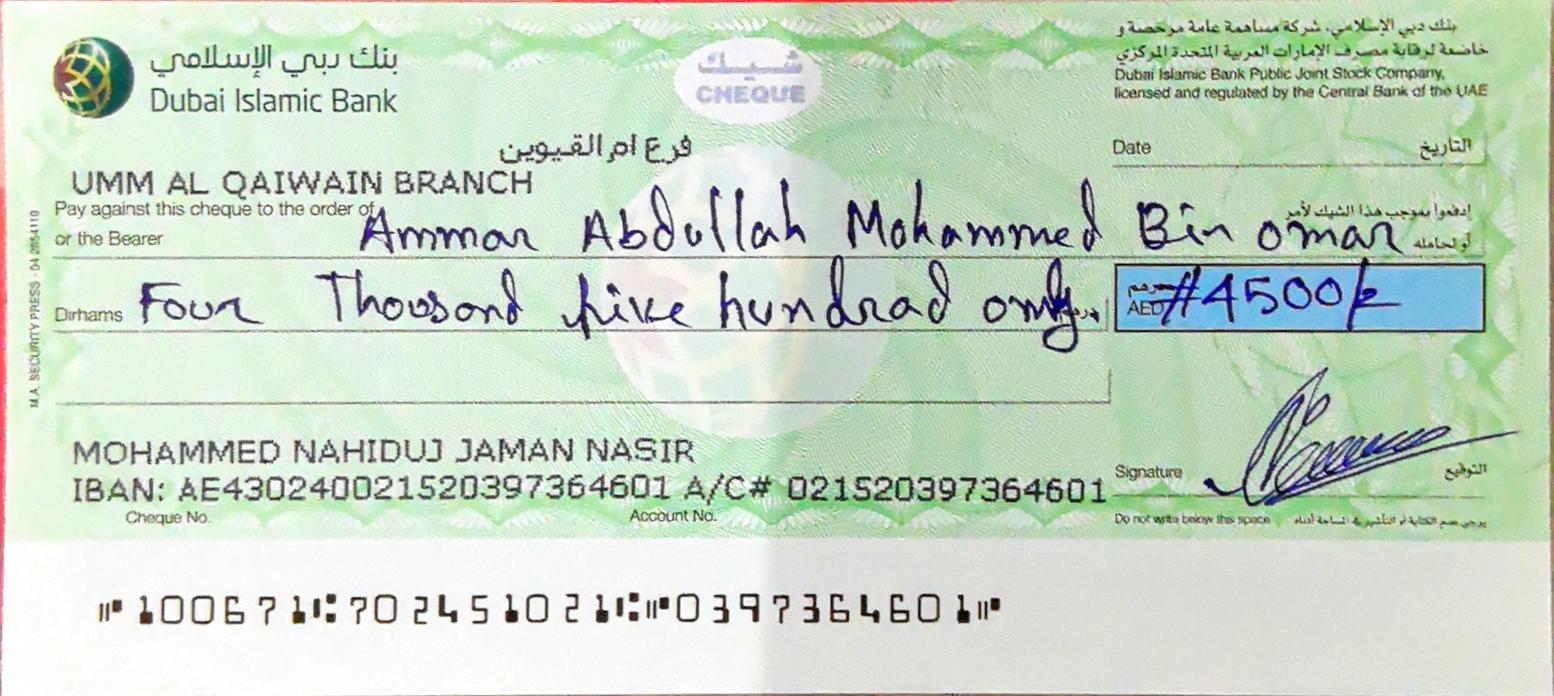 بنك دبي الإسلامي
Dubai Islamic Bank
شيك
CHEQUE
بنك دبي الإسلامي، شركة مساهمة عامة مرخصة و
خاضعة لرقابة مصرف الإمارات العربية المتحدة المركزي
Dubai Islamic Bank Public Joint Stock Company,
licensed and regulated by the Central Bank of the UAE
Date التاريخ
فرع ام القيوين
UMM AL QAIWAIN BRANCH
Pay against this cheque to the order of إدفعوا بموجب هذا الشيك لأمر
or the Bearer Ammar Abdullah Mohammed Bin omar أو لحامله
Dirhams Four Thousand five hundrad only. درهم
درهم
AED #4500/=
M.A. SECURITY PRESS - 04 2654110
MOHAMMED NAHIDUJ JAMAN NASIR
IBAN: AE430240021520397364601 A/C# 021520397364601
Cheque No. Account No.
Signature التوقيع
Do not write below this space يرجى عدم الكتابة أو التأشير في المساحة أدناه
⑈100671⑆702451021⑆⑈0397364601⑈